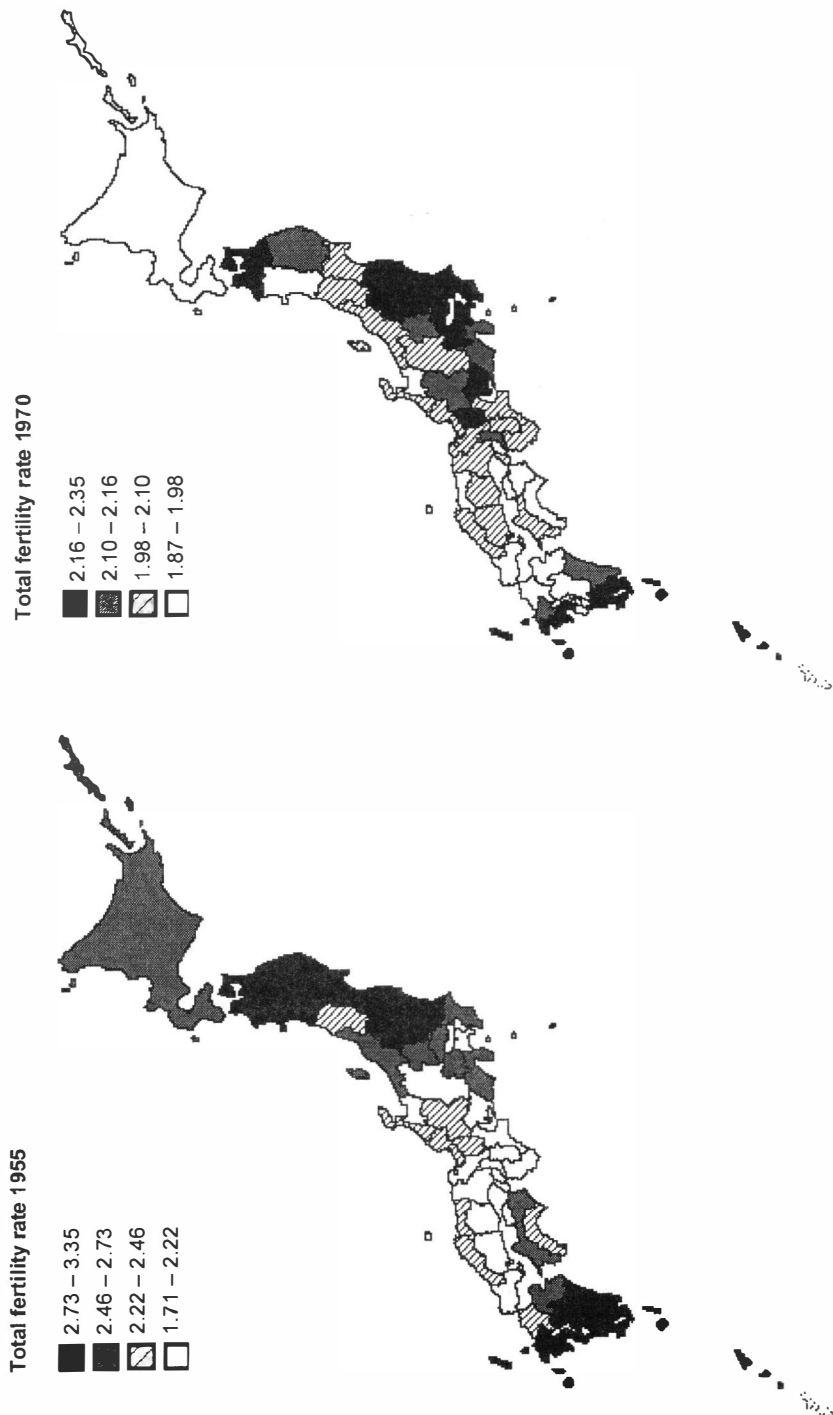 Total fertility rate 1955
2.73 – 3.35
2.46 – 2.73
2.22 – 2.46
1.71 – 2.22
Total fertility rate 1970
2.16 – 2.35
2.10 – 2.16
1.98 – 2.10
1.87 – 1.98